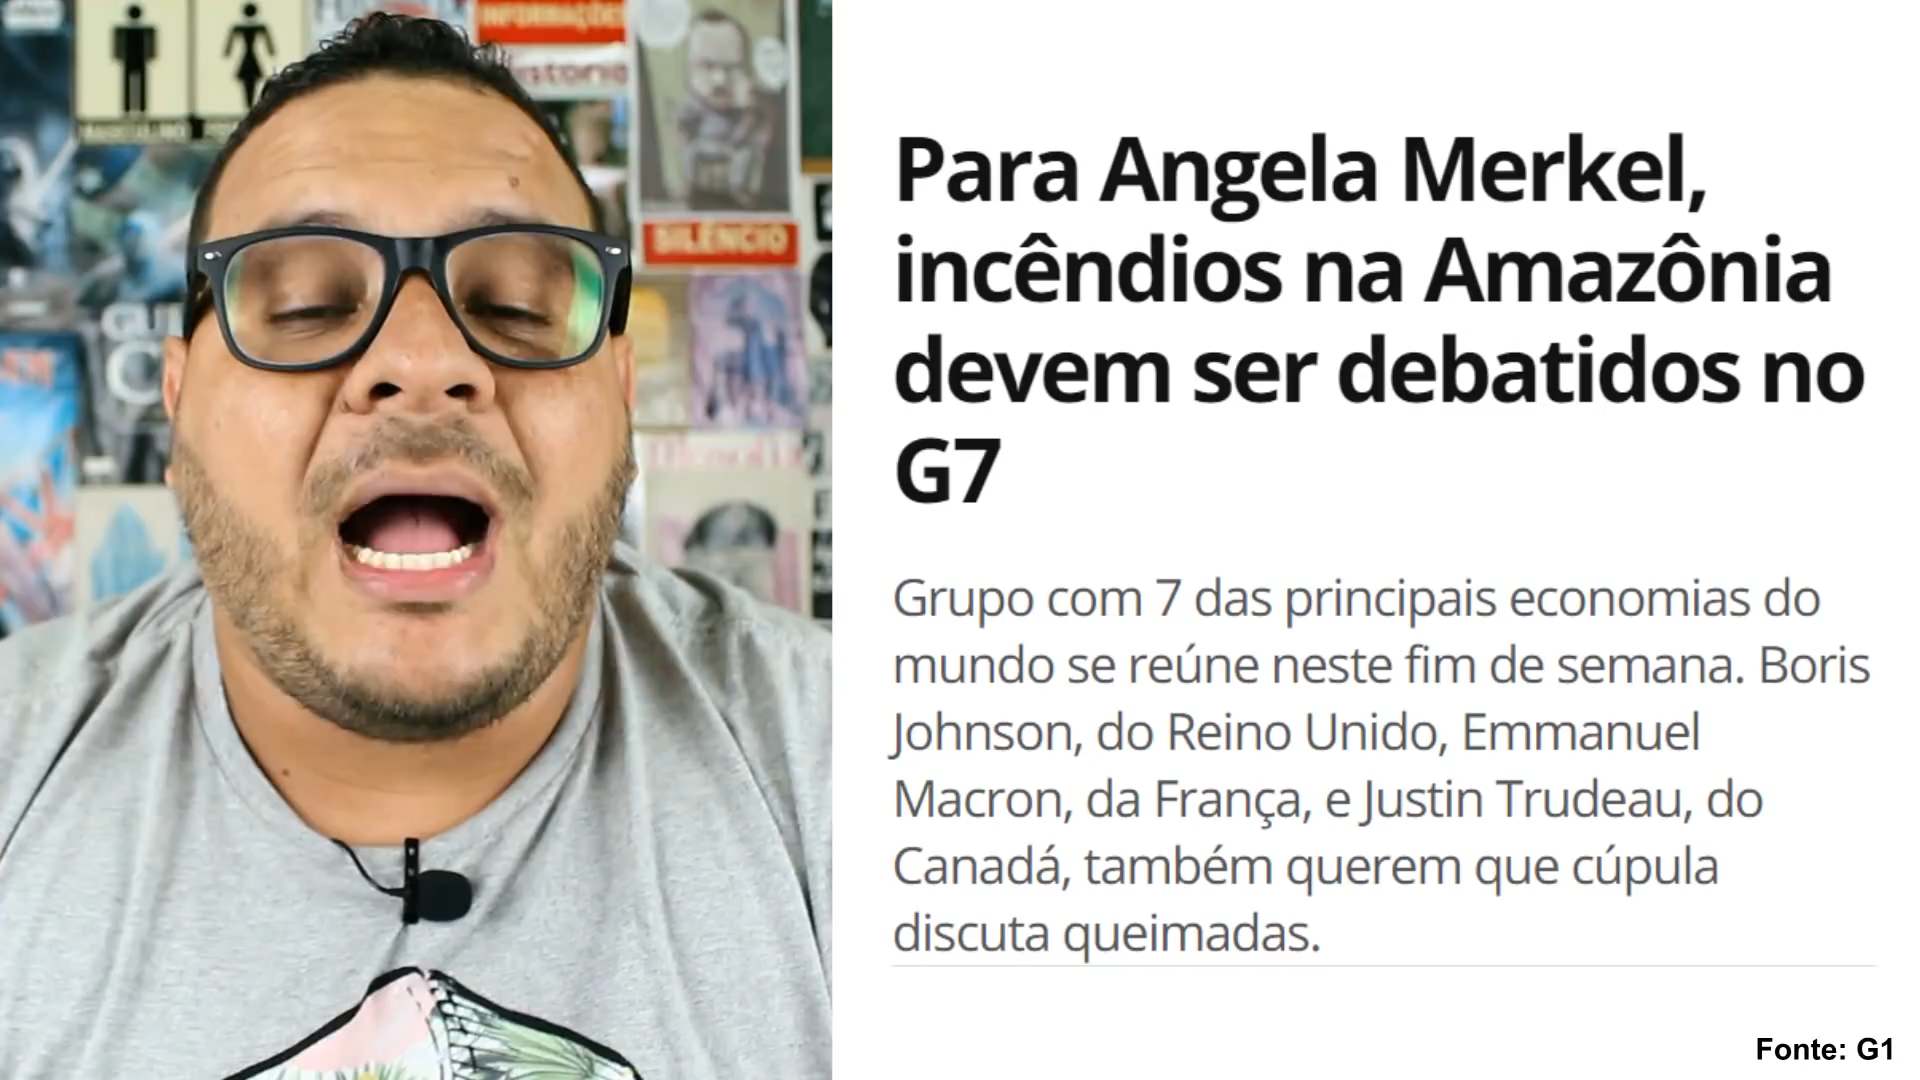 INFORMAÇÕES
SILÊNCIO
Para Angela Merkel,
incêndios na Amazônia
devem ser debatidos no
G7
Grupo com 7 das principais economias do
mundo se reúne neste fim de semana. Boris
Johnson, do Reino Unido, Emmanuel
Macron, da França, e Justin Trudeau, do
Canadá, também querem que cúpula
discuta queimadas.
Fonte: G1